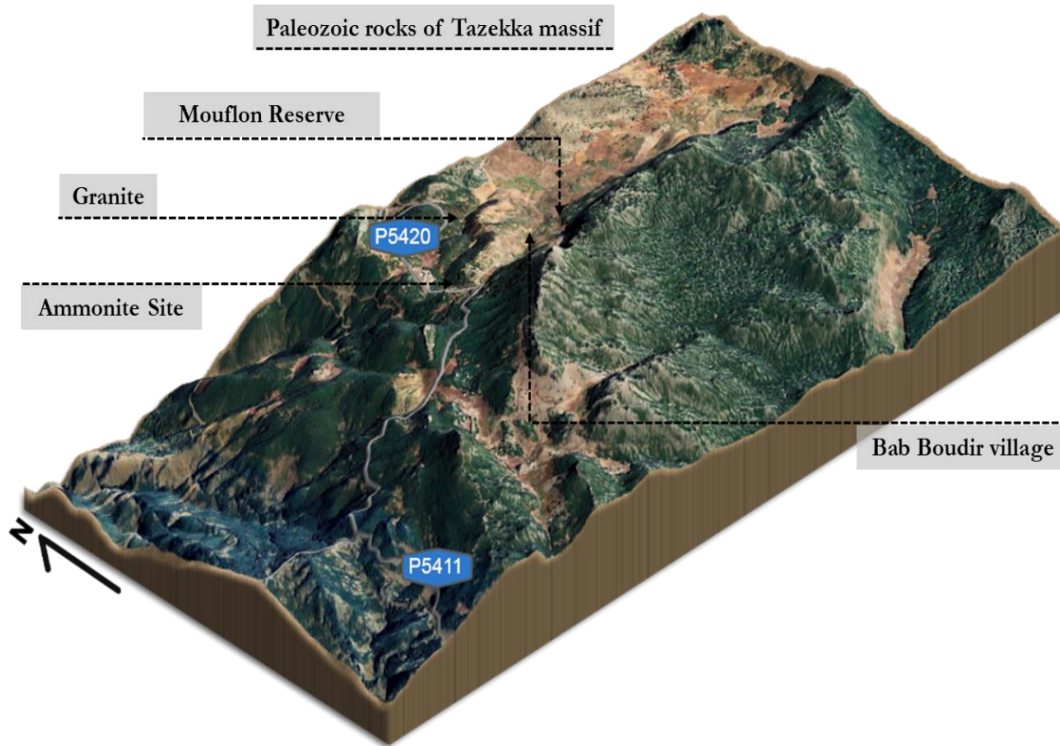 Paleozoic rocks of Tazekka massif
Mouflon Reserve
Granite
P5420
Ammonite Site
Bab Boudir village
N
P5411